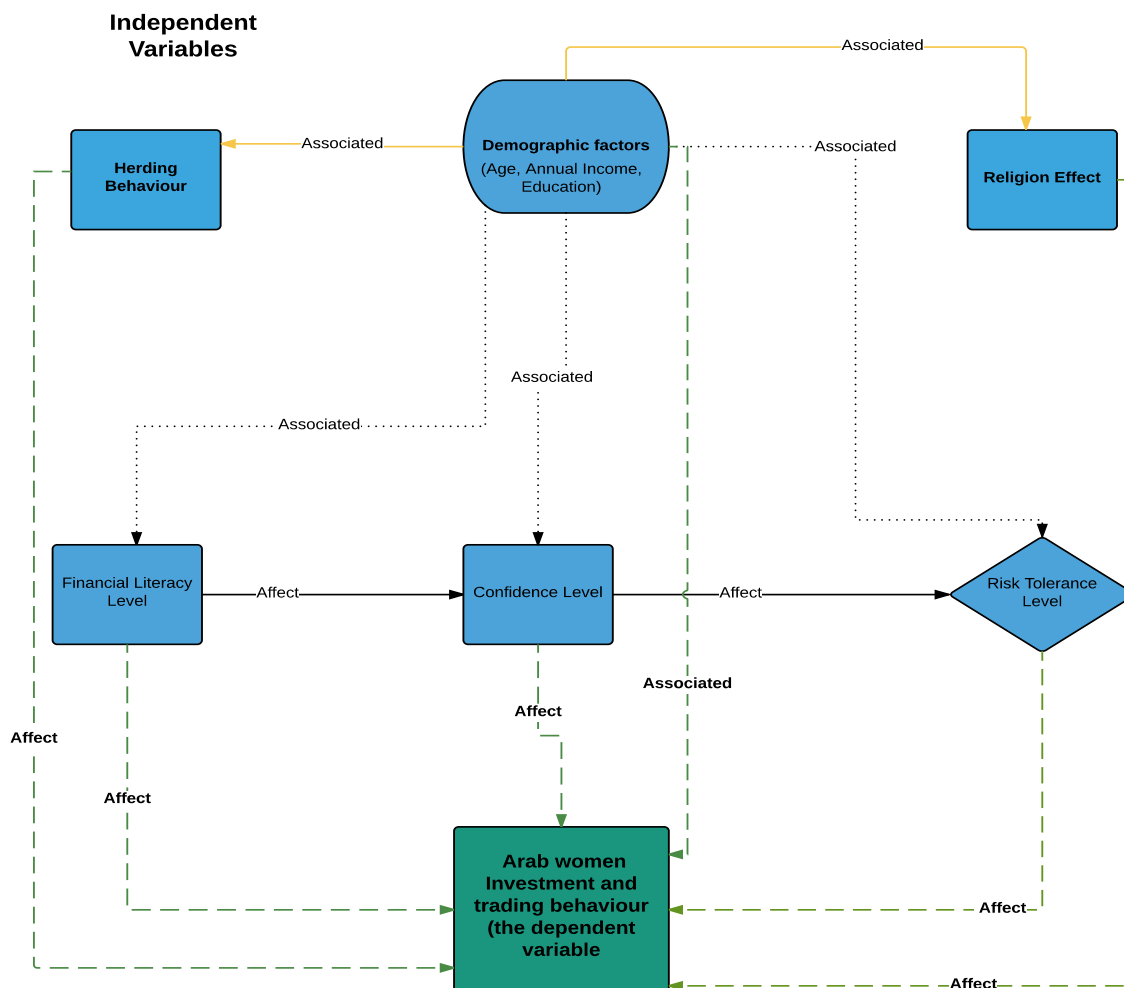 Independent
Variables
Associated
Herding
Behaviour
Associated
Demographic factors
(Age, Annual Income,
Education)
Associated
Religion Effect
Associated
Associated
Financial Literacy
Level
Affect
Confidence Level
Affect
Risk Tolerance
Level
Associated
Affect
Affect
Affect
Arab women
Investment and
trading behaviour
(the dependent
variable
Affect
Affect